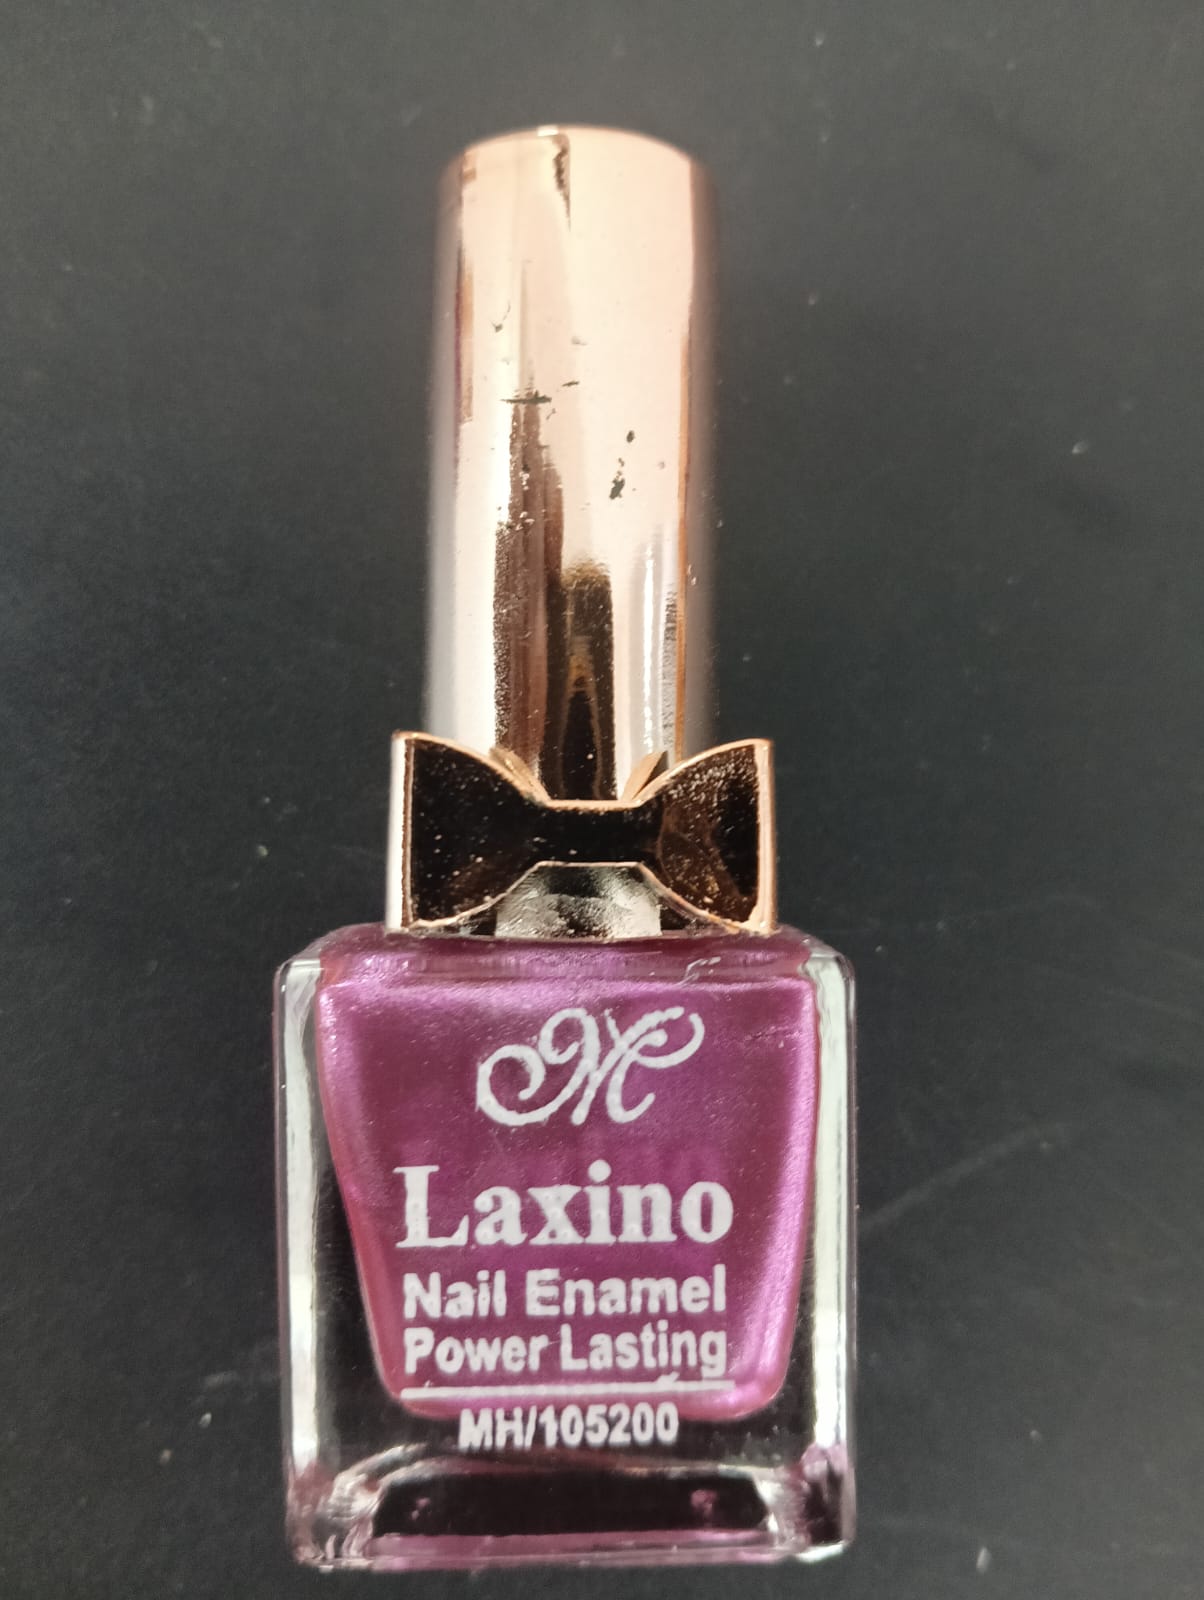 M
Laxino
Nail Enamel
Power Lasting
MH/105200